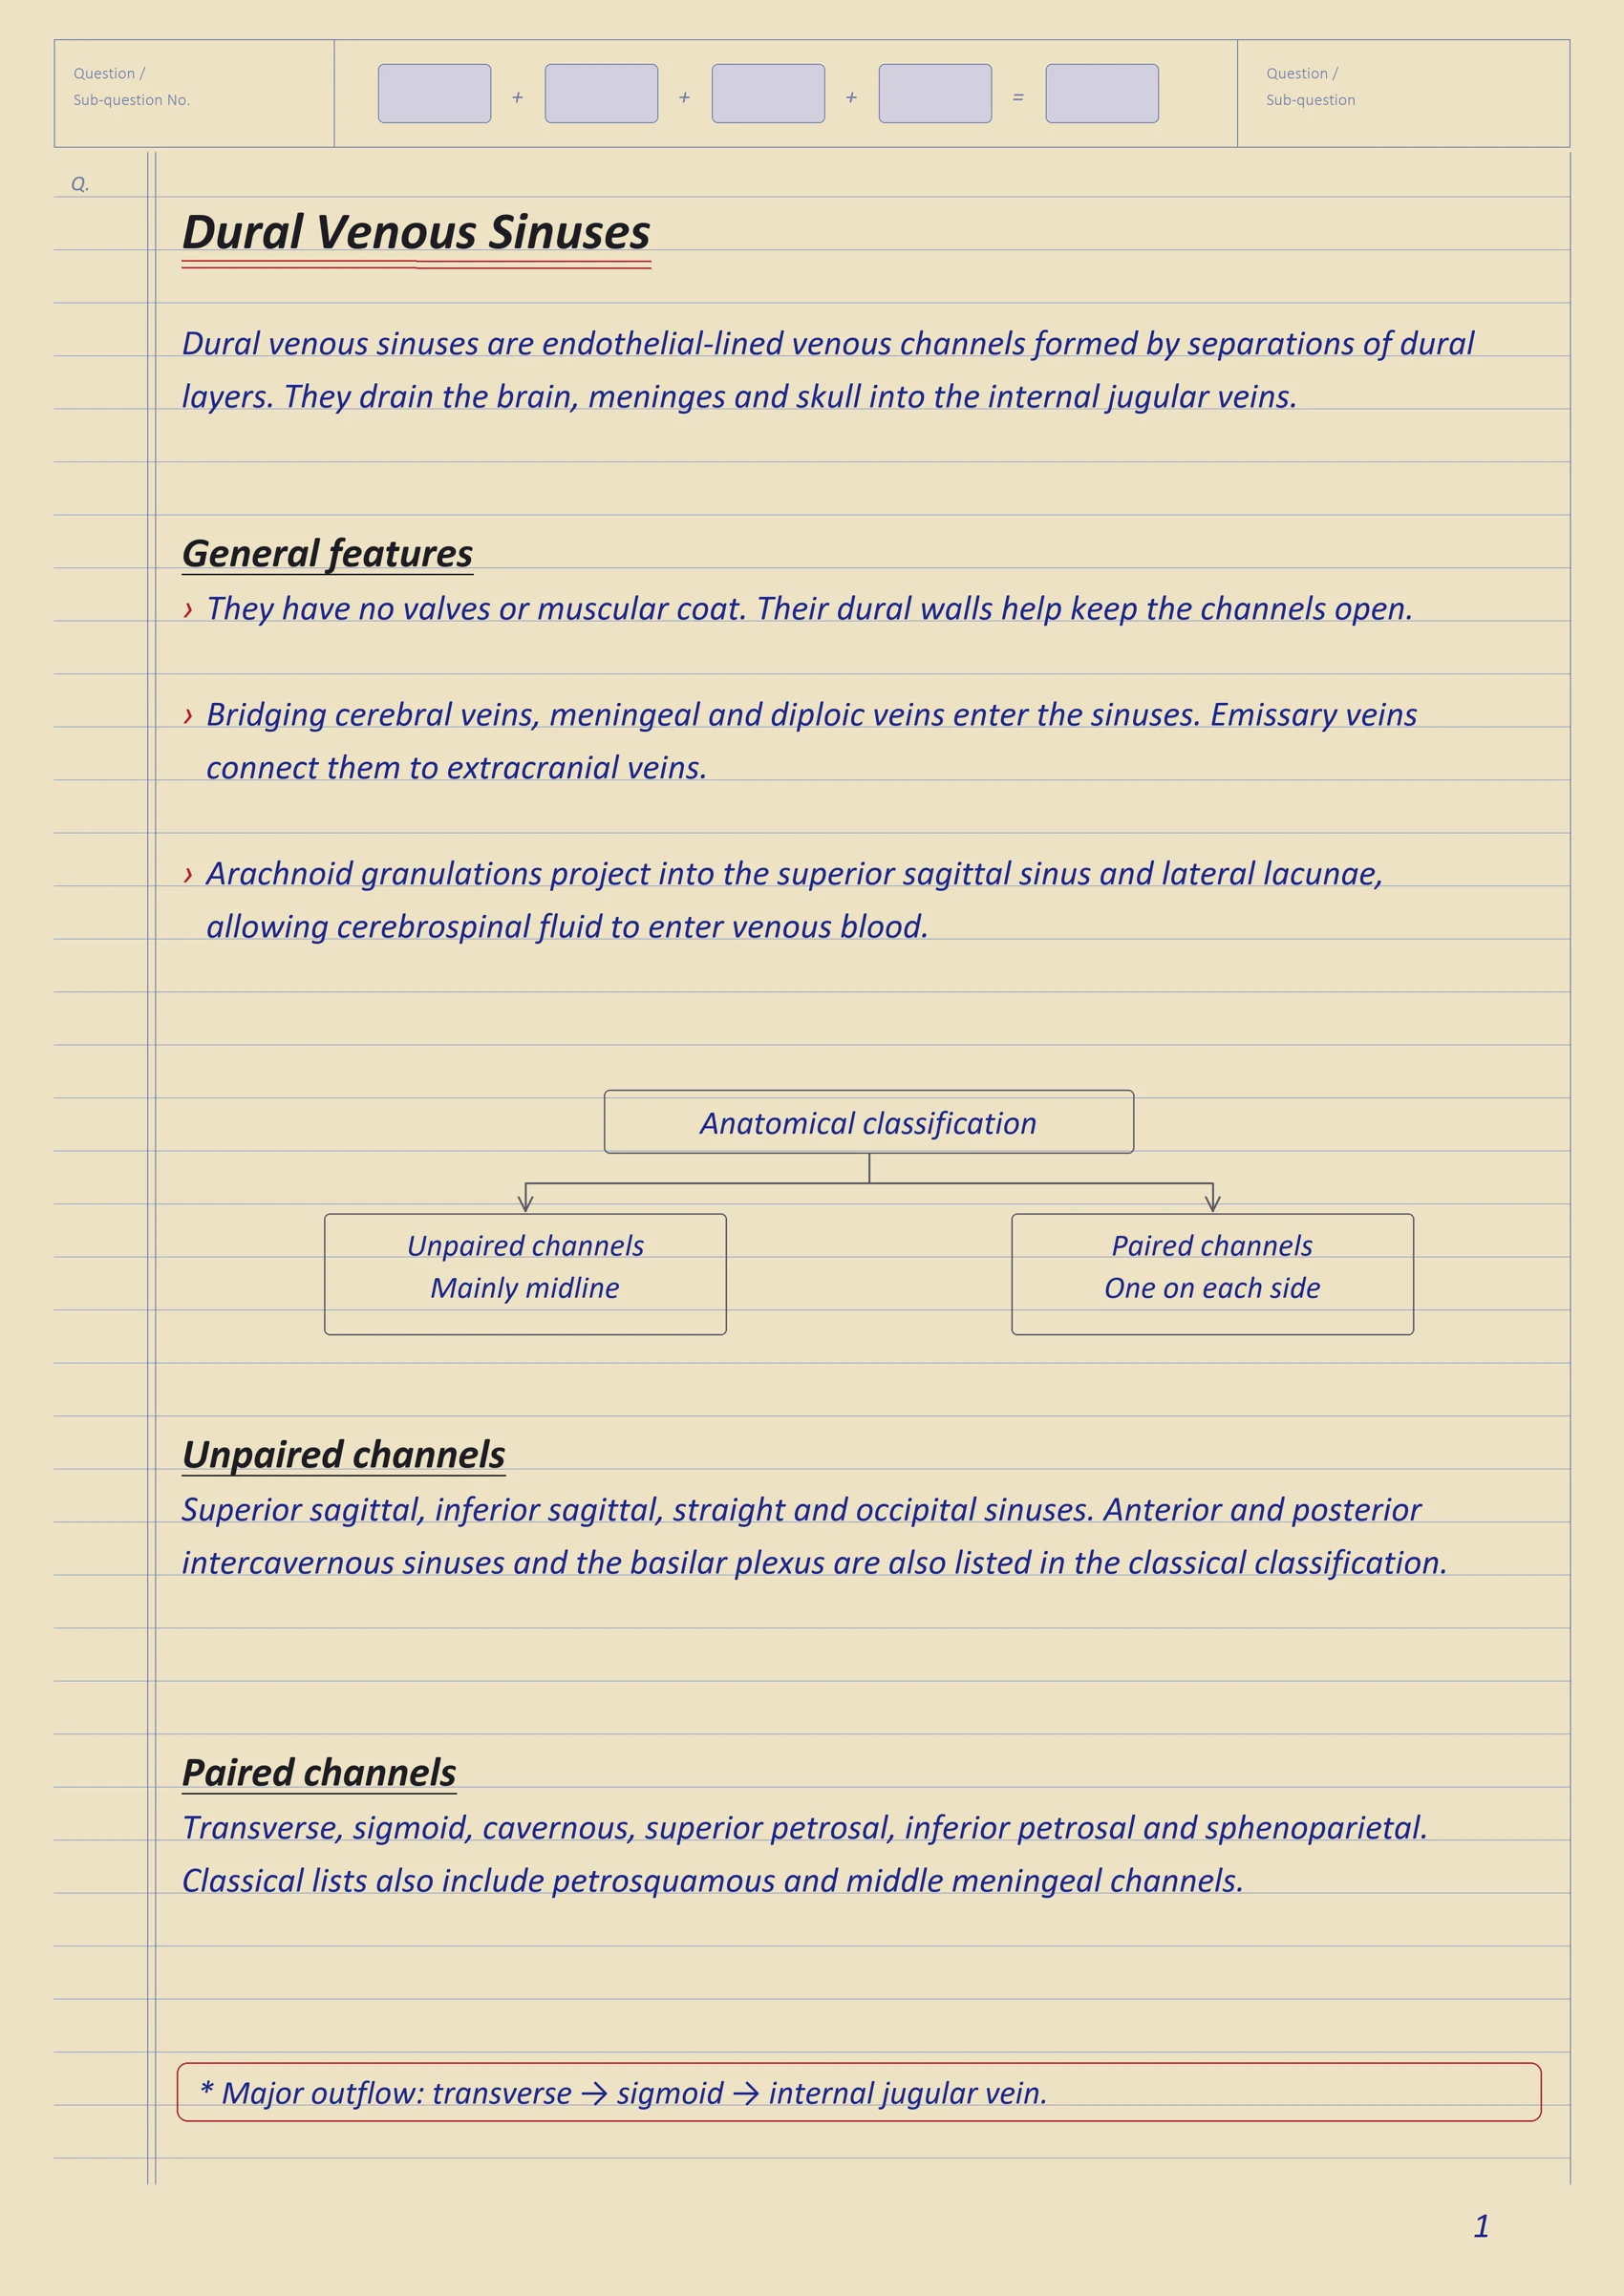 Question /
Sub-question No.
+ + + =
Question /
Sub-question
Q.
Dural Venous Sinuses
Dural venous sinuses are endothelial-lined venous channels formed by separations of dural
layers. They drain the brain, meninges and skull into the internal jugular veins.
General features
› They have no valves or muscular coat. Their dural walls help keep the channels open.
› Bridging cerebral veins, meningeal and diploic veins enter the sinuses. Emissary veins
connect them to extracranial veins.
› Arachnoid granulations project into the superior sagittal sinus and lateral lacunae,
allowing cerebrospinal fluid to enter venous blood.
Anatomical classification
Unpaired channels
Mainly midline
Paired channels
One on each side
Unpaired channels
Superior sagittal, inferior sagittal, straight and occipital sinuses. Anterior and posterior
intercavernous sinuses and the basilar plexus are also listed in the classical classification.
Paired channels
Transverse, sigmoid, cavernous, superior petrosal, inferior petrosal and sphenoparietal.
Classical lists also include petrosquamous and middle meningeal channels.
* Major outflow: transverse → sigmoid → internal jugular vein.
1